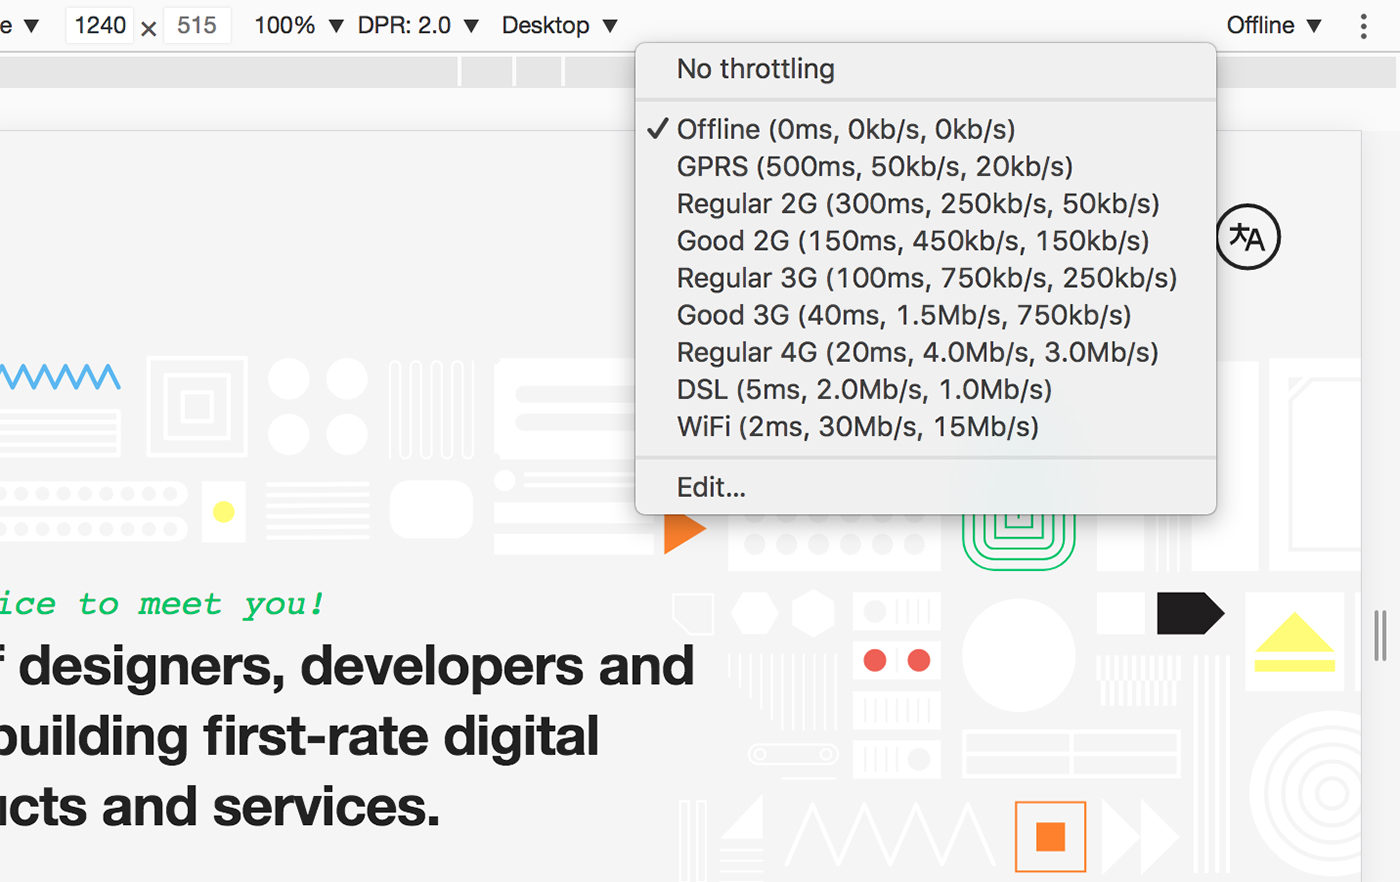 1240 × 515 100% ▼ DPR: 2.0 ▼ Desktop ▼ Offline ▼
No throttling
✓ Offline (0ms, 0kb/s, 0kb/s)
GPRS (500ms, 50kb/s, 20kb/s)
Regular 2G (300ms, 250kb/s, 50kb/s)
Good 2G (150ms, 450kb/s, 150kb/s)
Regular 3G (100ms, 750kb/s, 250kb/s)
Good 3G (40ms, 1.5Mb/s, 750kb/s)
Regular 4G (20ms, 4.0Mb/s, 3.0Mb/s)
DSL (5ms, 2.0Mb/s, 1.0Mb/s)
WiFi (2ms, 30Mb/s, 15Mb/s)
Edit...
大A
ice to meet you!
designers, developers and
building first-rate digital
ucts and services.